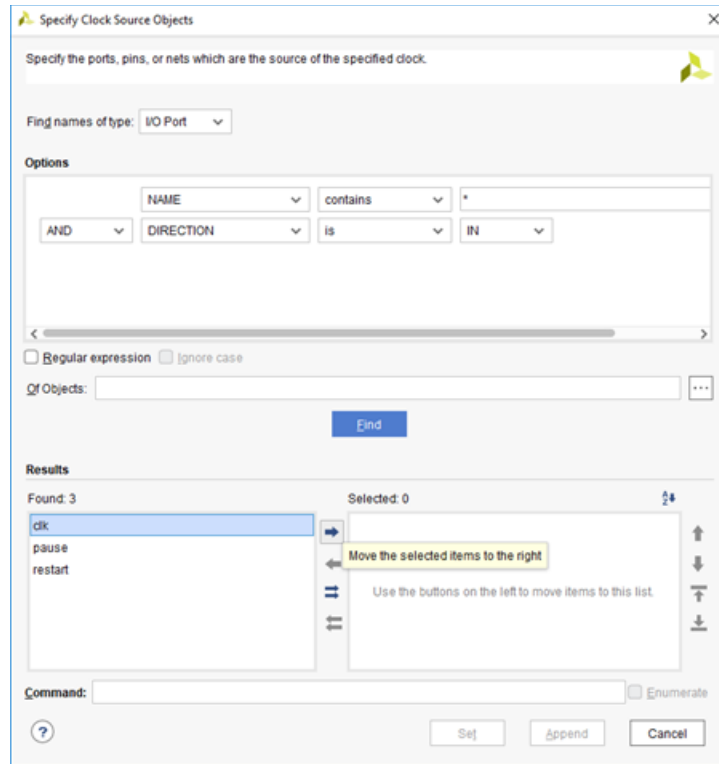 Specify Clock Source Objects
Specify the ports, pins, or nets which are the source of the specified clock.
Find names of type: I/O Port
Options
NAME contains *
AND DIRECTION is IN
Regular expression Ignore case
Of Objects: ...
Find
Results
Found: 3 Selected: 0
clk
pause Move the selected items to the right
restart Use the buttons on the left to move items to this list.
Command: Enumerate
? Set Append Cancel